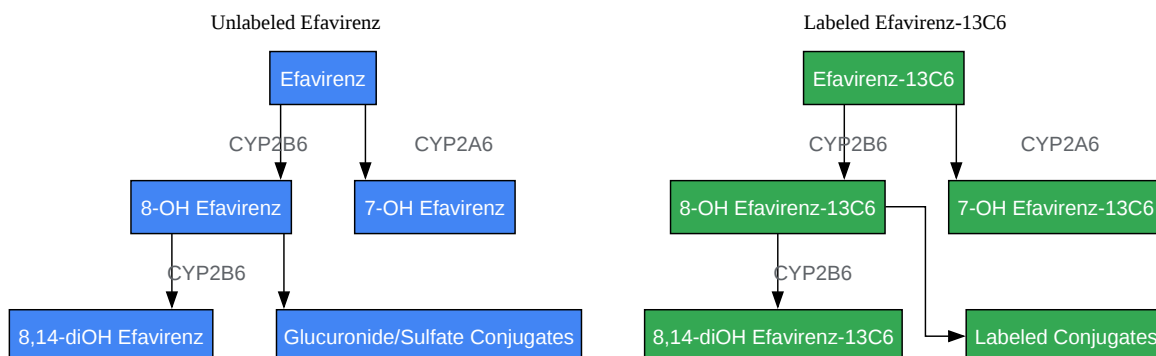 Unlabeled Efavirenz
Efavirenz
CYP2B6
CYP2A6
8-OH Efavirenz
7-OH Efavirenz
CYP2B6
8,14-diOH Efavirenz
Glucuronide/Sulfate Conjugates
Labeled Efavirenz-13C6
Efavirenz-13C6
CYP2B6
CYP2A6
8-OH Efavirenz-13C6
7-OH Efavirenz-13C6
CYP2B6
8,14-diOH Efavirenz-13C6
Labeled Conjugates